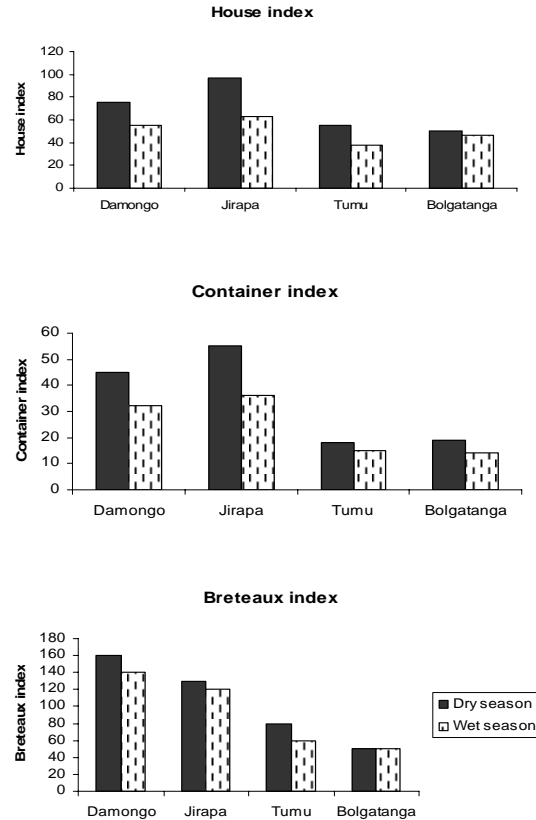 House index
House index
120
100
80
60
40
20
0
Damongo Jirapa Tumu Bolgatanga
Container index
Container index
60
50
40
30
20
10
0
Damongo Jirapa Tumu Bolgatanga
Breteaux index
Breteaux index
180
160
140
120
100
80
60
40
20
0
Damongo Jirapa Tumu Bolgatanga
Dry season
Wet season